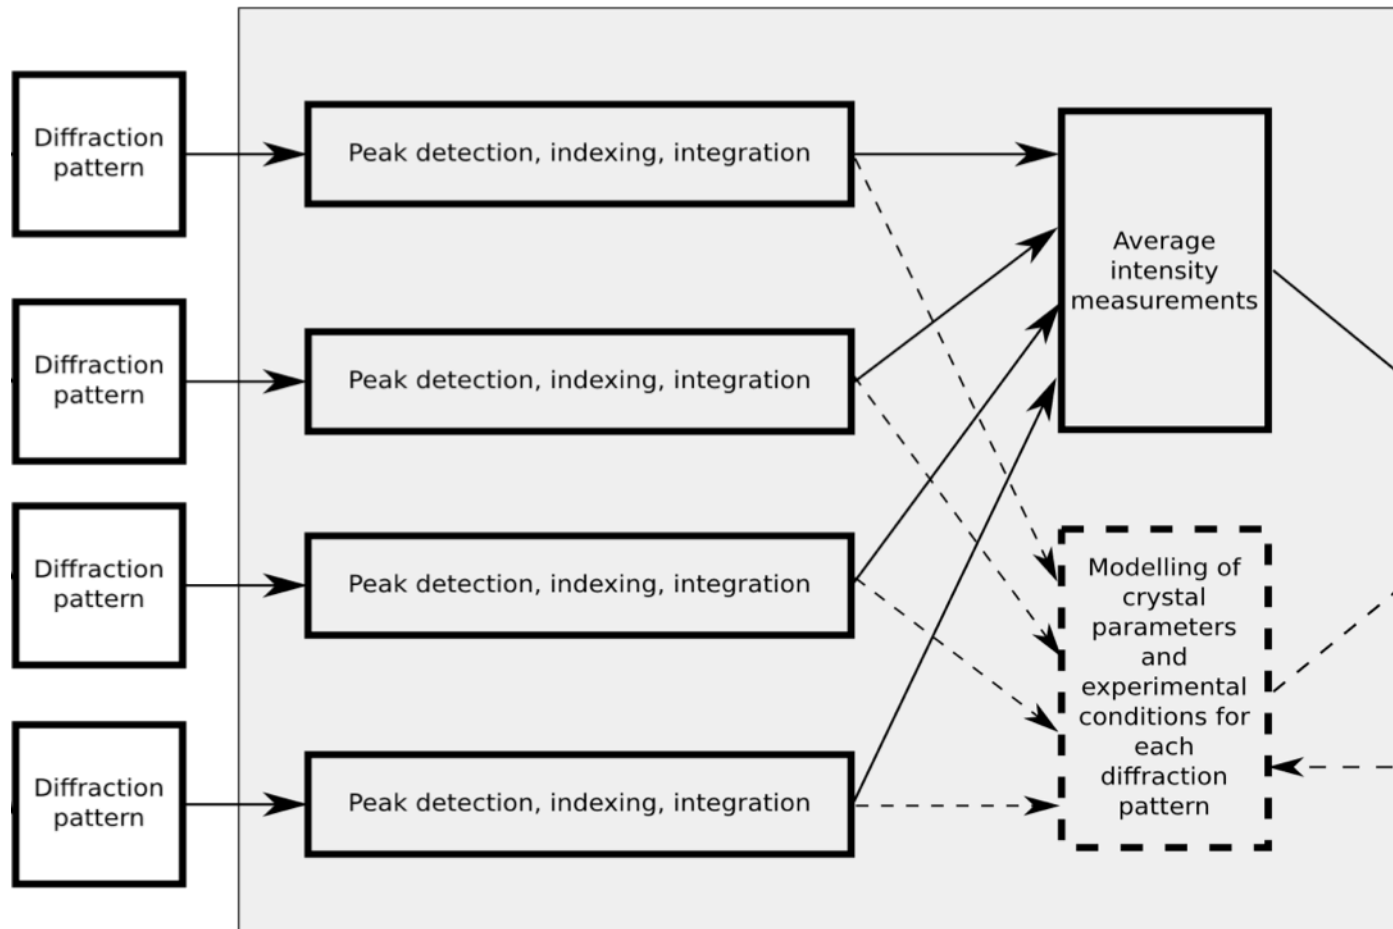 Diffraction
pattern
Peak detection, indexing, integration
Average
intensity
measurements
Diffraction
pattern
Peak detection, indexing, integration
Diffraction
pattern
Peak detection, indexing, integration
Modelling of
crystal
parameters
and
experimental
conditions for
each
diffraction
pattern
Diffraction
pattern
Peak detection, indexing, integration